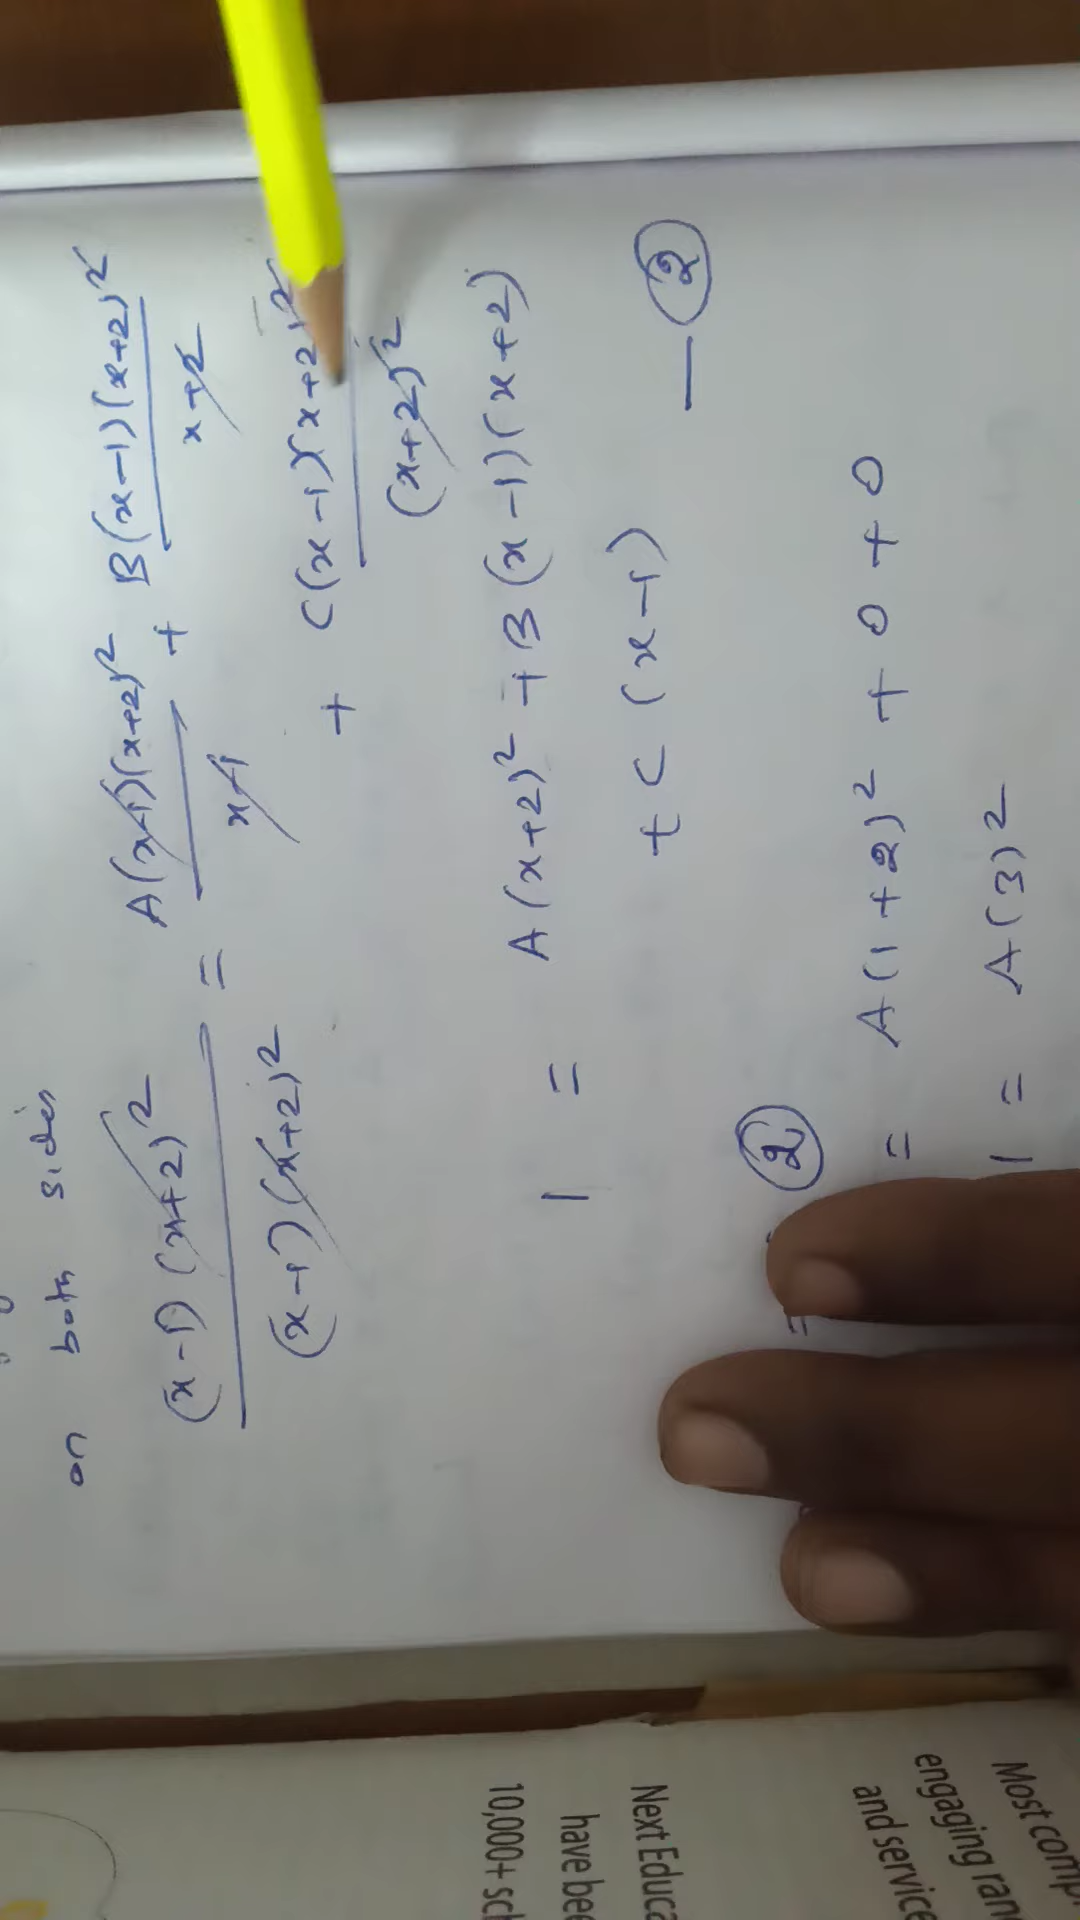 on both sides
(x-1)(x+2)² / (x-1)(x+2)² = A(x-1)(x+2)² / x-1 + B(x-1)(x+2)² / x+2
+ C(x-1)(x+2)² / (x+2)²
1 = A(x+2)² + B(x-1)(x+2)
+ C(x-1) — ②
②
= A(1+2)² + 0 + 0
1 = A(3)²
Next Educa
have bee
10,000+ scl
Most comp
engaging ran
and service